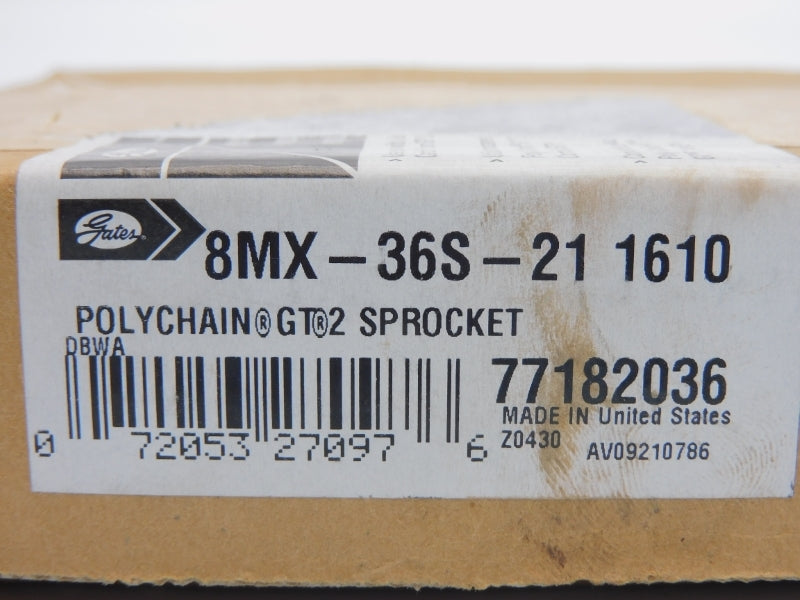 Gates
8MX-36S-21 1610
POLYCHAIN®GT®2 SPROCKET
DBWA
77182036
MADE IN United States
0 72053 27097 6
Z0430 AV09210786